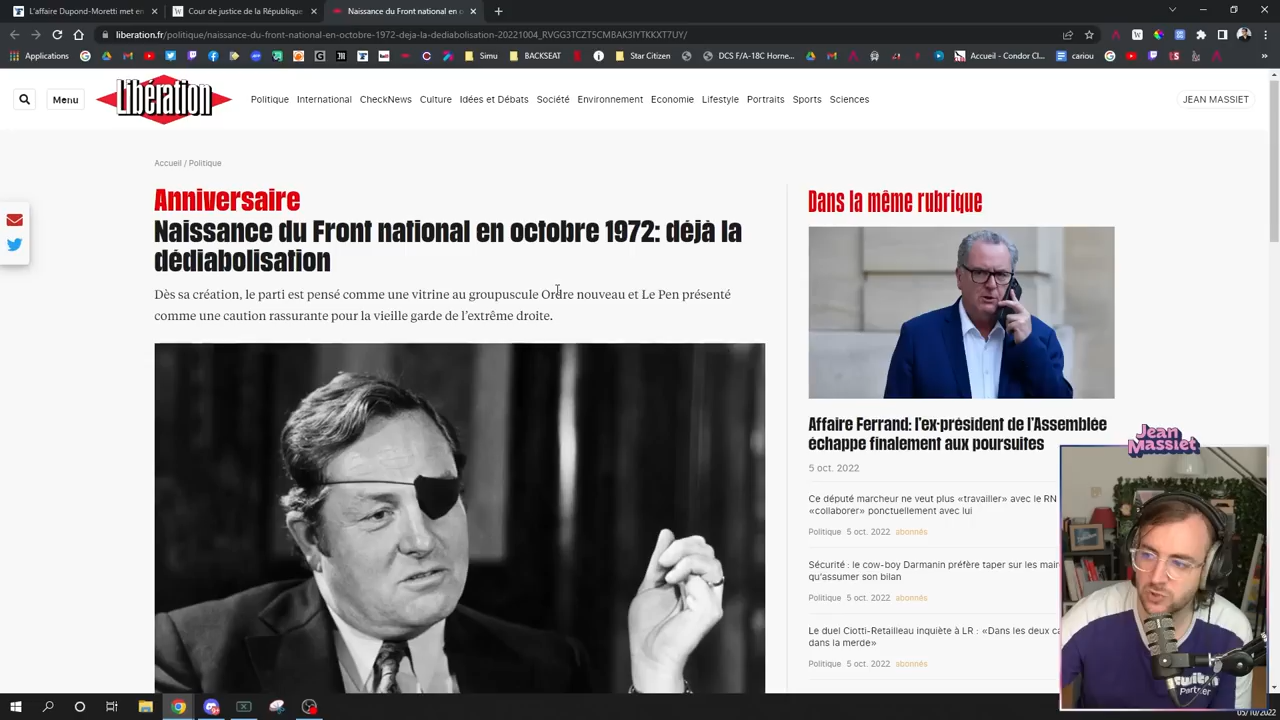 L'affaire Dupond-Moretti met en
Cour de justice de la République
Naissance du Front national en o
liberation.fr/politique/naissance-du-front-national-en-octobre-1972-deja-la-dediabolisation-20221004_RVGG3TCZT5CMBAK3IYTKKXT7UY/
Applications
Simu
BACKSEAT
Star Citizen
DCS F/A-18C Horne...
Accueil - Condor Cl...
cariou
Menu
Libération
Politique International CheckNews Culture Idées et Débats Société Environnement Economie Lifestyle Portraits Sports Sciences
JEAN MASSIET
Accueil / Politique
Anniversaire
Naissance du Front national en octobre 1972: déjà la
dédiabolisation
Dès sa création, le parti est pensé comme une vitrine au groupuscule Ordre nouveau et Le Pen présenté
comme une caution rassurante pour la vieille garde de l'extrême droite.
Dans la même rubrique
Affaire Ferrand: l'ex-président de l'Assemblée
échappe finalement aux poursuites
5 oct. 2022
Ce député marcheur ne veut plus «travailler» avec le RN
«collaborer» ponctuellement avec lui
Politique 5 oct. 2022 abonnés
Sécurité : le cow-boy Darmanin préfère taper sur les mair
qu'assumer son bilan
Politique 5 oct. 2022 abonnés
Le duel Ciotti-Retailleau inquiète à LR : «Dans les deux ca
dans la merde»
Politique 5 oct. 2022 abonnés
Jean
Massiet
Partner
05/10/2022